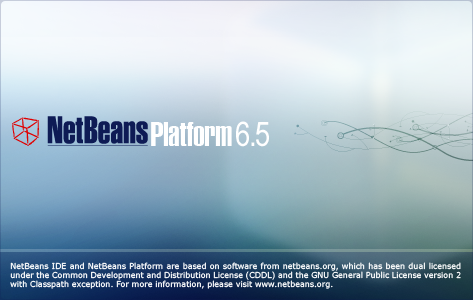 NetBeans Platform 6.5
NetBeans IDE and NetBeans Platform are based on software from netbeans.org, which has been dual licensed
under the Common Development and Distribution License (CDDL) and the GNU General Public License version 2
with Classpath exception. For more information, please visit www.netbeans.org.